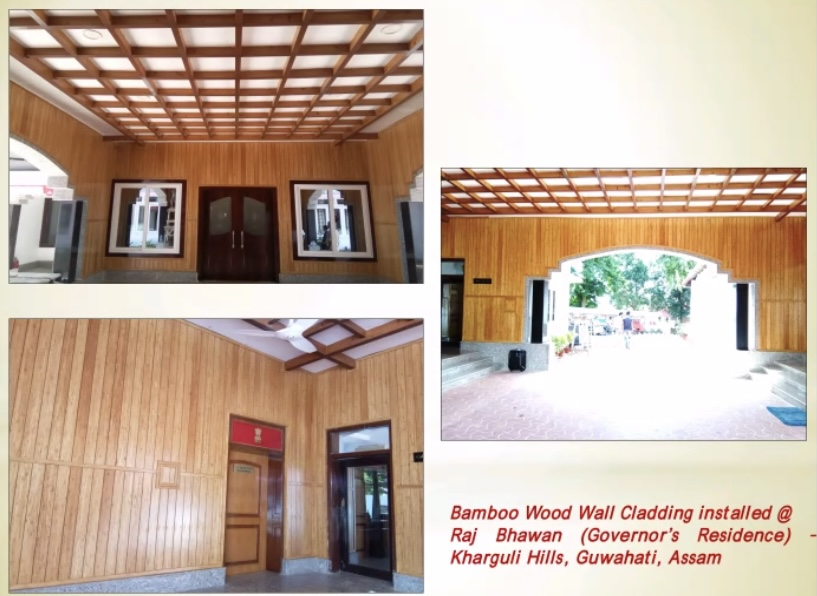 Bamboo Wood Wall Cladding installed @
Raj Bhawan (Governor's Residence) -
Kharguli Hills, Guwahati, Assam